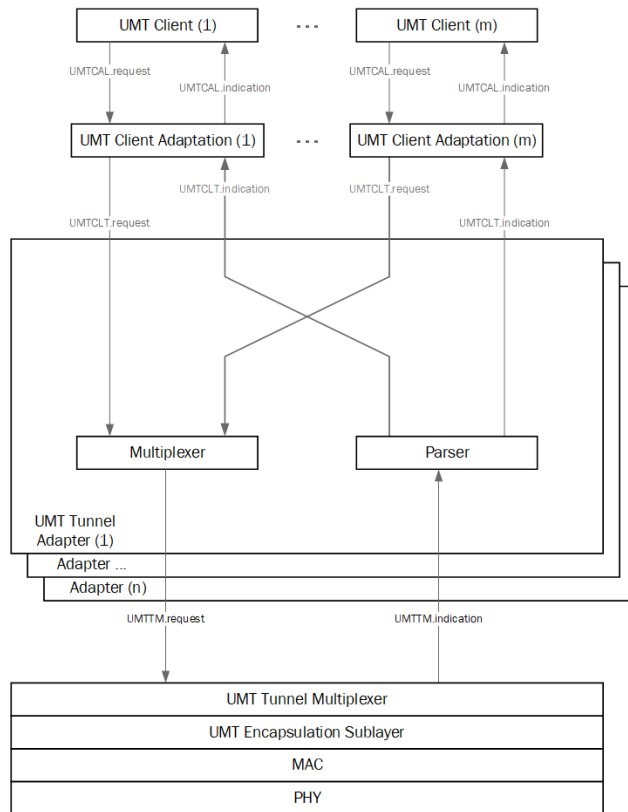 UMT Client (1)
...
UMT Client (m)
UMTCAL.request
UMTCAL.indication
UMTCAL.request
UMTCAL.indication
UMT Client Adaptation (1)
...
UMT Client Adaptation (m)
UMTCLT.indication
UMTCLT.request
UMTCLT.request
UMTCLT.indication
Multiplexer
Parser
UMT Tunnel
Adapter (1)
Adapter ...
Adapter (n)
UMTTM.request
UMTTM.indication
UMT Tunnel Multiplexer
UMT Encapsulation Sublayer
MAC
PHY